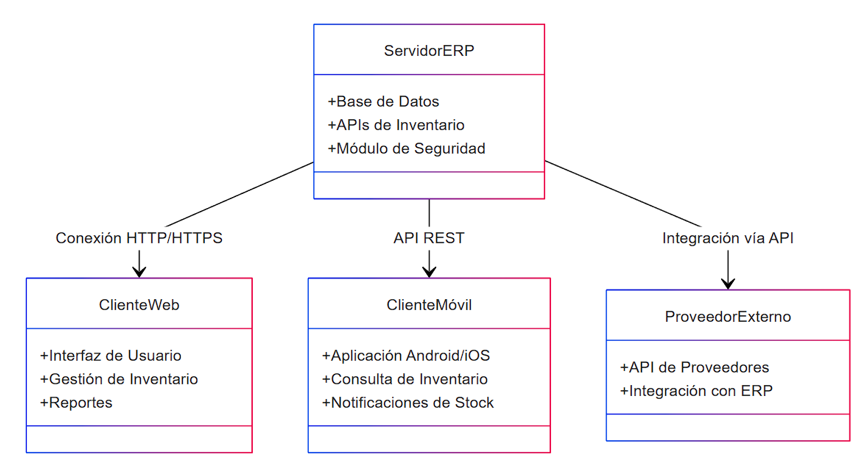 ServidorERP
+Base de Datos
+APIs de Inventario
+Módulo de Seguridad
Conexión HTTP/HTTPS
API REST
Integración vía API
ClienteWeb
+Interfaz de Usuario
+Gestión de Inventario
+Reportes
ClienteMóvil
+Aplicación Android/iOS
+Consulta de Inventario
+Notificaciones de Stock
ProveedorExterno
+API de Proveedores
+Integración con ERP